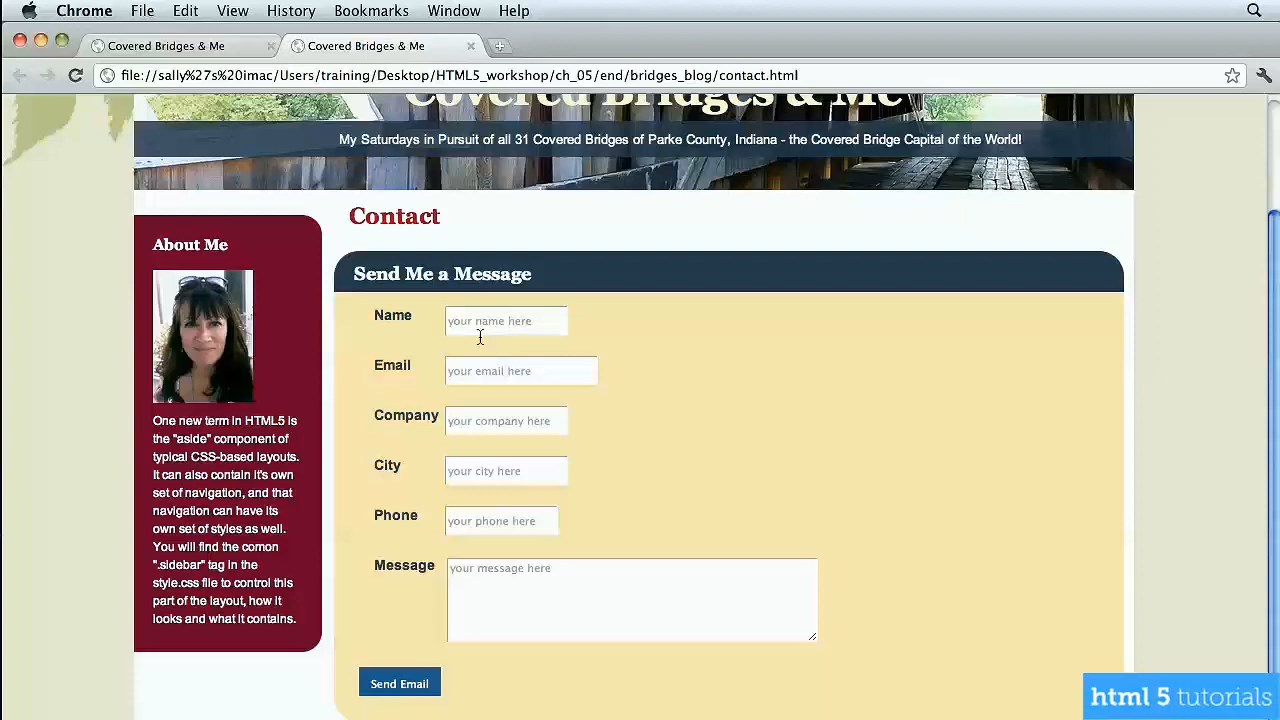 Chrome File Edit View History Bookmarks Window Help
Covered Bridges & Me
Covered Bridges & Me
file://sally%27s%20imac/Users/training/Desktop/HTML5_workshop/ch_05/end/bridges_blog/contact.html
Covered Bridges & Me
My Saturdays in Pursuit of all 31 Covered Bridges of Parke County, Indiana - the Covered Bridge Capital of the World!
About Me
One new term in HTML5 is
the "aside" component of
typical CSS-based layouts.
It can also contain it's own
set of navigation, and that
navigation can have its
own set of styles as well.
You will find the comon
".sidebar" tag in the
style.css file to control this
part of the layout, how it
looks and what it contains.
Contact
Send Me a Message
Name your name here
Email your email here
Company your company here
City your city here
Phone your phone here
Message your message here
Send Email
html 5 tutorials